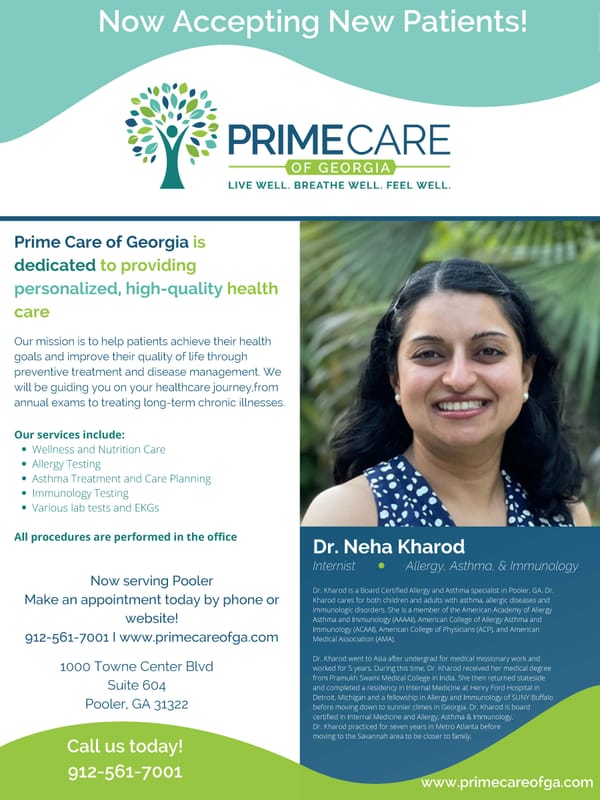 Now Accepting New Patients!
PRIMECARE
OF GEORGIA
LIVE WELL. BREATHE WELL. FEEL WELL.
Prime Care of Georgia is
dedicated to providing
personalized, high-quality health
care
Our mission is to help patients achieve their health
goals and improve their quality of life through
preventive treatment and disease management. We
will be guiding you on your healthcare journey,from
annual exams to treating long-term chronic illnesses.
Our services include:
• Wellness and Nutrition Care
• Allergy Testing
• Asthma Treatment and Care Planning
• Immunology Testing
• Various lab tests and EKGs
All procedures are performed in the office
Now serving Pooler
Make an appointment today by phone or
website!
912-561-7001 I www.primecareofga.com
1000 Towne Center Blvd
Suite 604
Pooler, GA 31322
Call us today!
912-561-7001
Dr. Neha Kharod
Internist • Allergy, Asthma, & Immunology
Dr. Kharod is a Board Certified Allergy and Asthma specialist in Pooler, GA. Dr.
Kharod cares for both children and adults with asthma, allergic diseases and
immunologic disorders. She is a member of the American Academy of Allergy
Asthma and Immunology (AAAAI), American College of Allergy Asthma and
Immunology (ACAAI), American College of Physicians (ACP), and American
Medical Association (AMA).
Dr. Kharod went to Asia after undergrad for medical missionary work and
worked for 5 years. During this time, Dr. Kharod received her medical degree
from Pramukh Swami Medical College in India. She then returned stateside
and completed a residency in Internal Medicine at Henry Ford Hospital in
Detroit, Michigan and a fellowship in Allergy and Immunology of SUNY Buffalo
before moving down to sunnier climes in Georgia. Dr. Kharod is board
certified in Internal Medicine and Allergy, Asthma & Immunology.
Dr. Kharod practiced for seven years in Metro Atlanta before
moving to the Savannah area to be closer to family.
www.primecareofga.com